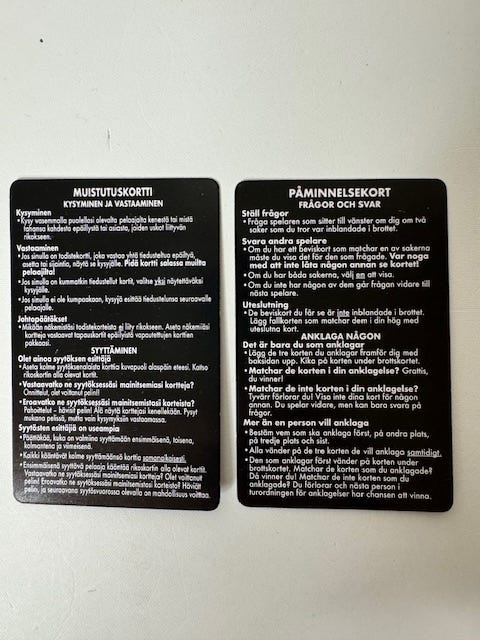 MUISTUTUSKORTTI
KYSYMINEN JA VASTAAMINEN
Kysyminen
• Kysy vasemmalla puolellasi olevalta pelaajalta kenestä tai mistä
tahansa kahdesta epäillystä tai asiasta, joiden uskot liittyvän
rikokseen.
Vastaaminen
• Jos sinulla on todistekortti, joka vastaa yhtä tiedusteltua epäiltyä,
asetta tai sijaintia, näytä se kysyjälle. Pidä kortti salassa muilta
pelaajilta!
• Jos sinulla on kummatkin tiedustellut kortit, valitse yksi näytettäväksi
kysyjälle.
• Jos sinulla ei ole kumpaakaan, kysyjä esittää tiedustelunsa seuraavalle
pelaajalle.
Johtopäätökset
• Mikään näkemistäsi todistekorteista ei liity rikokseen. Aseta näkemiäsi
kortteja vastaavat tapauskortit epäilyistä vapautettujen korttien
pakkaasi.
SYYTTÄMINEN
Olet ainoa syytöksen esittäjä
• Aseta kolme syytöksenalaista korttia kuvapuoli alaspäin eteesi. Katso
rikoskortin alla olevat kortit.
• Vastaavatko ne syytöksessäsi mainitsemiasi kortteja?
Onnittelut, olet voittanut pelin!
• Eroavatko ne syytöksessäsi mainitsemistasi korteista?
Pahoittelut – hävisit pelin! Älä näytä kortteja kenellekään. Pysyt
mukana pelissä, mutta vain kysymyksiin vastaamassa.
Syytösten esittäjiä on useampia
• Päättäkää, kuka on valmiina syyttämään ensimmäisenä, toisena,
kolmantena ja viimeisenä.
• Kaikki kääntävät kolme syyttämäänsä korttia samanaikaisesti.
• Ensimmäisenä syyttävä pelaaja kääntää rikoskortin alla olevat kortit.
Vastaavatko ne syytöksessäsi mainitsemiasi kortteja? Olet voittanut
pelin! Eroavatko ne syytöksessäsi mainitsemistasi korteista? Hävisit
pelin, ja seuraavana syytösvuorossa olevalla on mahdollisuus voittaa.
PÅMINNELSEKORT
FRÅGOR OCH SVAR
Ställ frågor
• Fråga spelaren som sitter till vänster om dig om två
saker som du tror var inblandade i brottet.
Svara andra spelare
• Om du har ett beviskort som matchar en av sakerna
måste du visa det för den som frågade. Var noga
med att inte låta någon annan se kortet!
• Om du har båda sakerna, välj en att visa.
• Om du inte har någon av dem går frågan vidare till
nästa spelare.
Uteslutning
• De beviskort du får se är inte inblandade i brottet.
Lägg fallkorten som matchar dem i din hög med
uteslutna kort.
ANKLAGA NÅGON
Det är bara du som anklagar
• Lägg de tre korten du anklagar framför dig med
baksidan upp. Kika på korten under brottskortet.
• Matchar de korten i din anklagelse? Grattis,
du vinner!
• Matchar de inte korten i din anklagelse?
Tyvärr förlorar du! Visa inte dina kort för någon
annan. Du spelar vidare, men kan bara svara på
frågor.
Mer än en person vill anklaga
• Bestäm vem som ska anklaga först, på andra plats,
på tredje plats och sist.
• Alla vänder på de tre korten de vill anklaga samtidigt.
• Den som anklagar först vänder på korten under
brottskortet. Matchar de korten som du anklagade?
Då vinner du! Matchar de inte korten som du
anklagade? Du förlorar och nästa person i
turordningen för anklagelser har chansen att vinna.